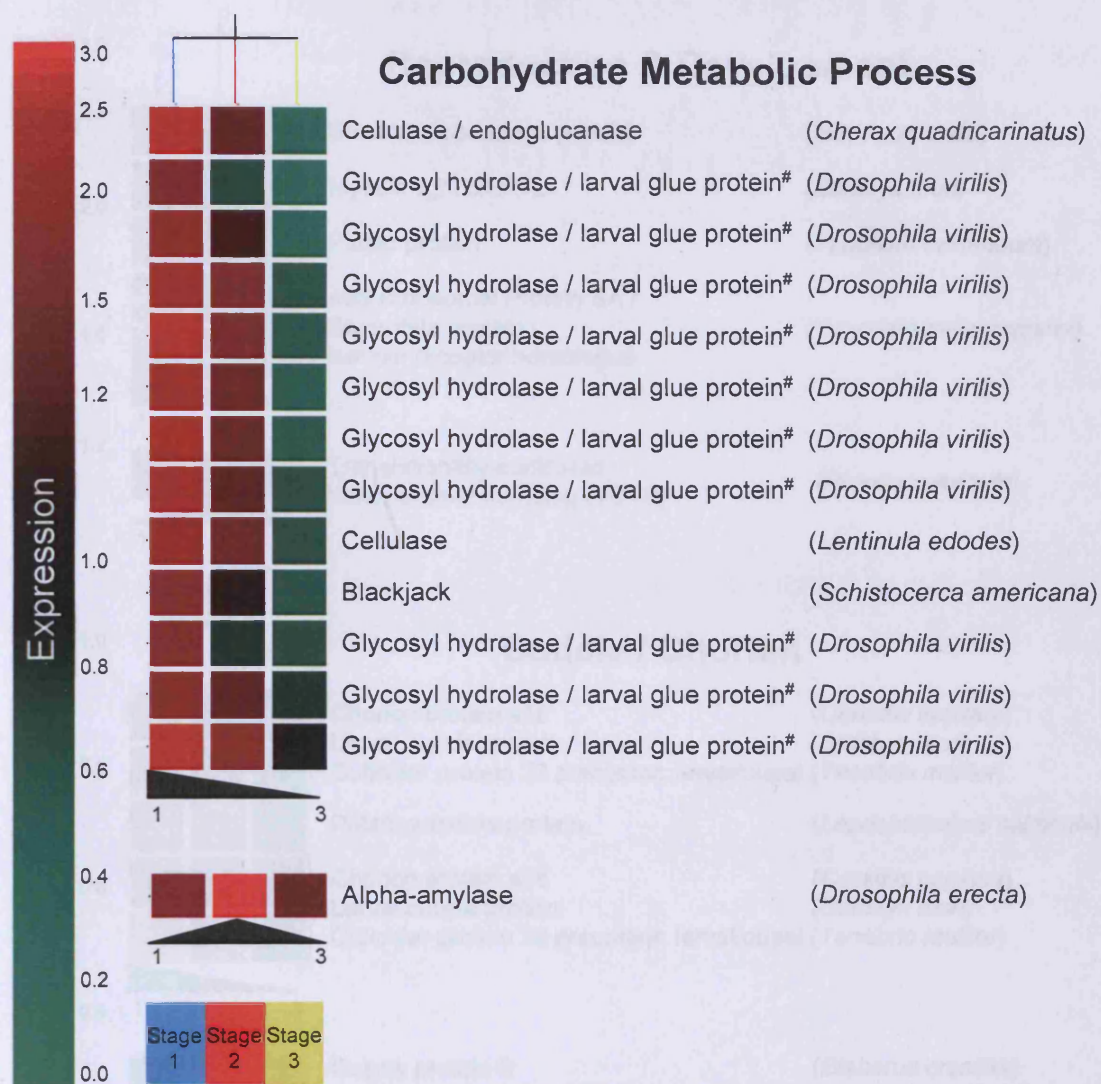 Carbohydrate Metabolic Process
3.0
2.5
2.0
1.5
1.2
1.0
0.8
0.6
0.4
0.2
0.0
Expression
Cellulase / endoglucanase (Cherax quadricarinatus)
Glycosyl hydrolase / larval glue protein# (Drosophila virilis)
Glycosyl hydrolase / larval glue protein# (Drosophila virilis)
Glycosyl hydrolase / larval glue protein# (Drosophila virilis)
Glycosyl hydrolase / larval glue protein# (Drosophila virilis)
Glycosyl hydrolase / larval glue protein# (Drosophila virilis)
Glycosyl hydrolase / larval glue protein# (Drosophila virilis)
Glycosyl hydrolase / larval glue protein# (Drosophila virilis)
Cellulase (Lentinula edodes)
Blackjack (Schistocerca americana)
Glycosyl hydrolase / larval glue protein# (Drosophila virilis)
Glycosyl hydrolase / larval glue protein# (Drosophila virilis)
Glycosyl hydrolase / larval glue protein# (Drosophila virilis)
1 3
Alpha-amylase (Drosophila erecta)
1 3
Stage Stage Stage
1 2 3